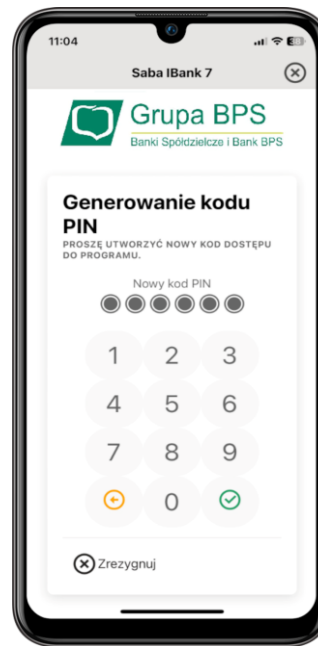 11:04
Saba IBank 7
Grupa BPS
Banki Spółdzielcze i Bank BPS
Generowanie kodu
PIN
PROSZĘ UTWORZYĆ NOWY KOD DOSTĘPU
DO PROGRAMU.
Nowy kod PIN
1 2 3
4 5 6
7 8 9
0
Zrezygnuj